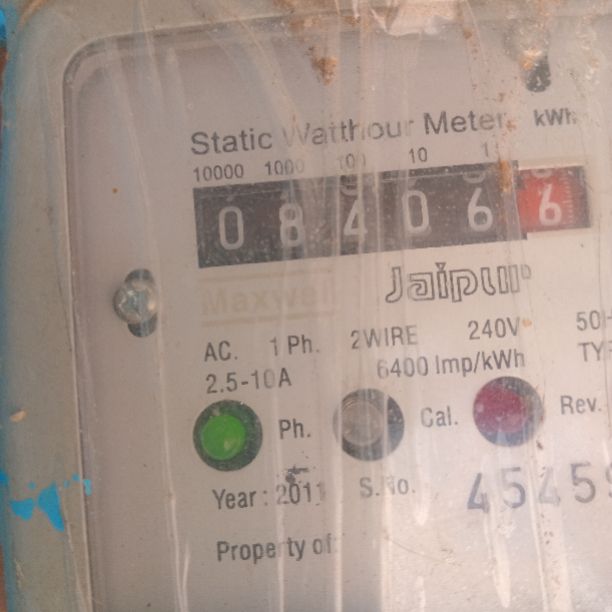 Static Watthour Meter kWh
10000 1000 100 10 1
0 8 4 0 6 6
Jaipur
Maxwell
AC. 1 Ph. 2WIRE 240V
2.5-10A 6400 Imp/kWh
Ph. Cal. Rev.
Year : 2011 S.No. 4545
Property of: